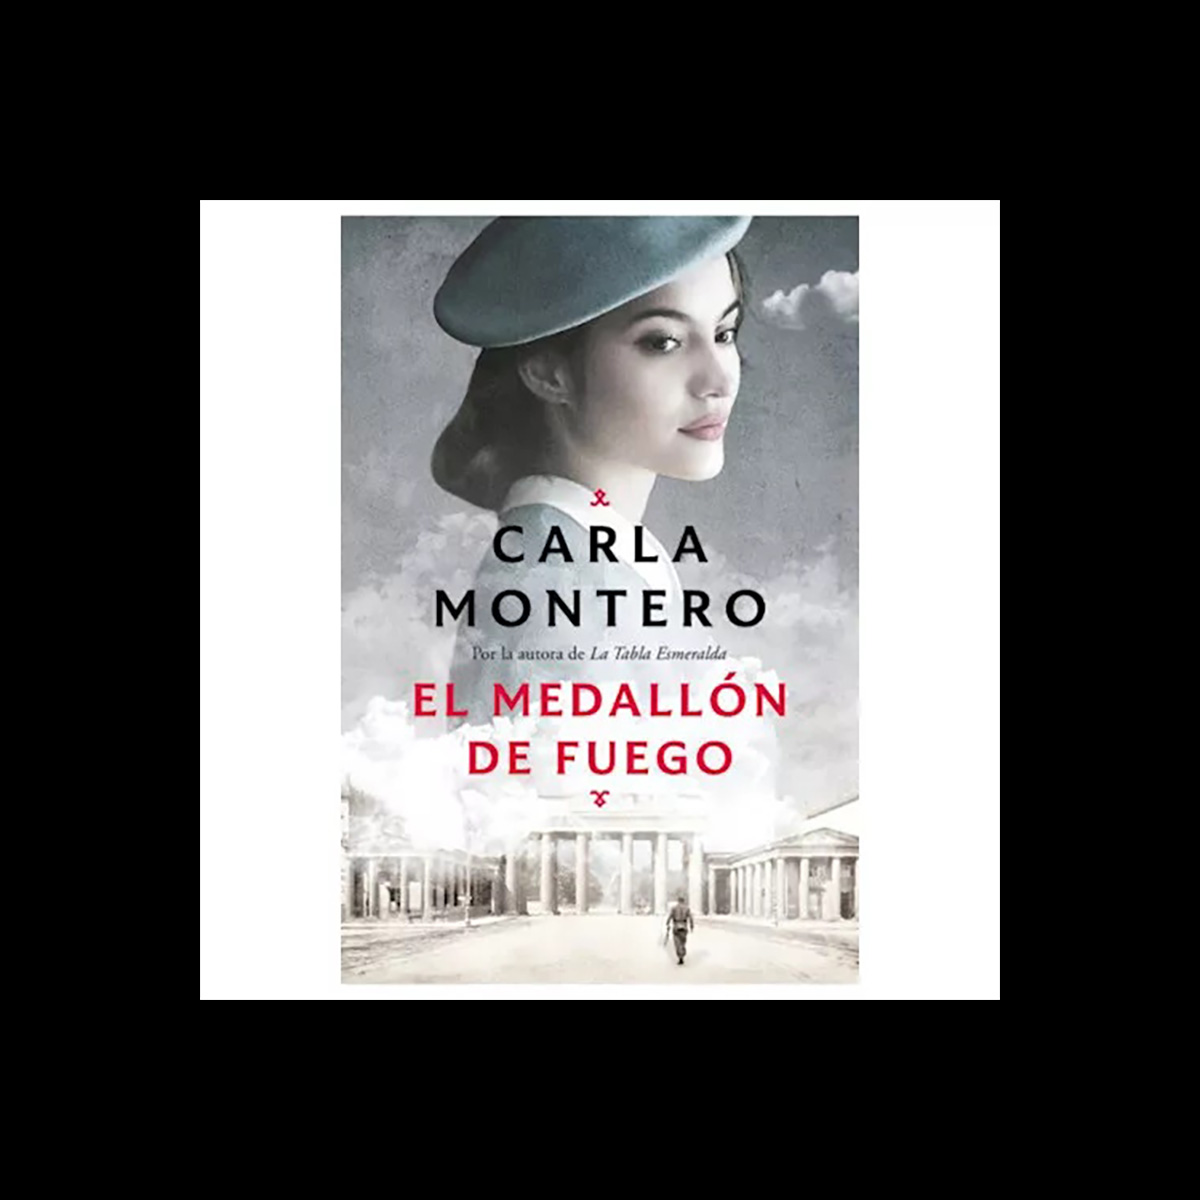 CARLA
MONTERO
Por la autora de La Tabla Esmeralda
EL MEDALLÓN
DE FUEGO